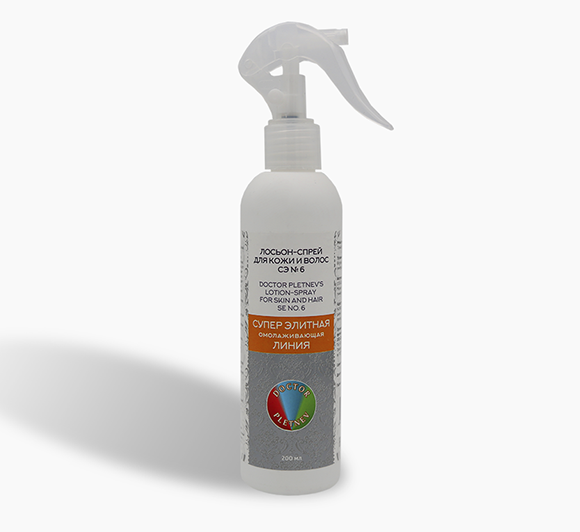 ЛОСЬОН-СПРЕЙ
ДЛЯ КОЖИ И ВОЛОС
СЭ № 6
DOCTOR PLETNEV'S
LOTION-SPRAY
FOR SKIN AND HAIR
SE NO. 6
СУПЕР ЭЛИТНАЯ
ОМОЛАЖИВАЮЩАЯ
ЛИНИЯ
DOCTOR
PLETNEV
200 мл